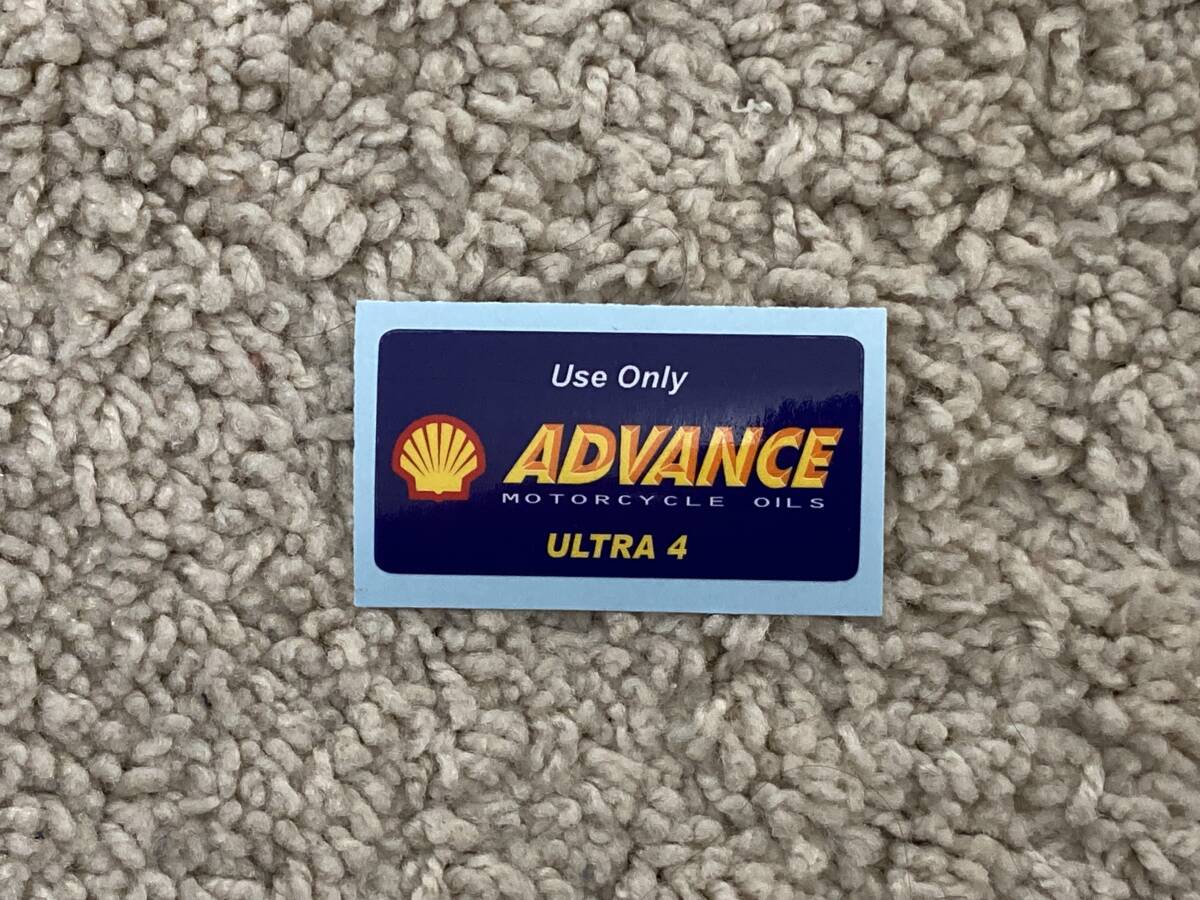 Use Only
ADVANCE
MOTORCYCLE OILS
ULTRA 4